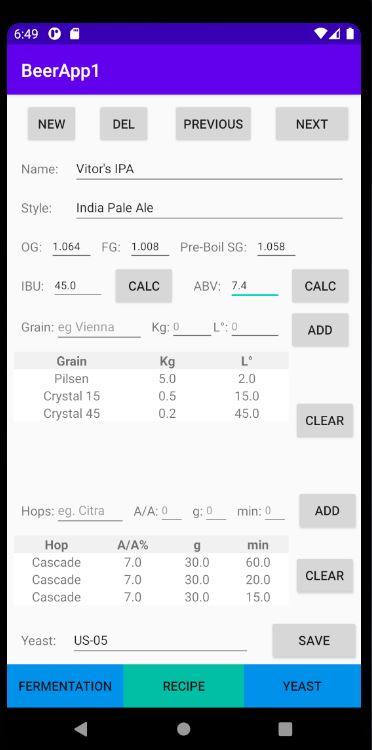 6:49
BeerApp1
NEW DEL PREVIOUS NEXT
Name: Vitor's IPA
Style: India Pale Ale
OG: 1.064 FG: 1.008 Pre-Boil SG: 1.058
IBU: 45.0 CALC ABV: 7.4 CALC
Grain: eg Vienna Kg: 0 L°: 0 ADD
Grain Kg L°
Pilsen 5.0 2.0
Crystal 15 0.5 15.0
Crystal 45 0.2 45.0
CLEAR
Hops: eg. Citra A/A: 0 g: 0 min: 0 ADD
Hop A/A% g min
Cascade 7.0 30.0 60.0
Cascade 7.0 30.0 20.0
Cascade 7.0 30.0 15.0
CLEAR
Yeast: US-05 SAVE
FERMENTATION RECIPE YEAST